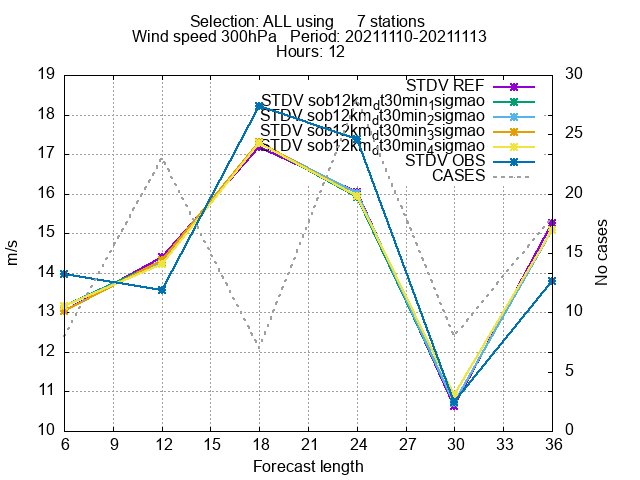 Selection: ALL using 7 stations
Wind speed 300hPa Period: 20211110-20211113
Hours: 12
STDV REF
STDV sob12km_dt30min_1sigmao
STDV sob12km_dt30min_2sigmao
STDV sob12km_dt30min_3sigmao
STDV sob12km_dt30min_4sigmao
STDV OBS
CASES
19
18
17
16
15
14
13
12
11
10
m/s
30
25
20
15
10
5
0
No cases
6 9 12 15 18 21 24 27 30 33 36
Forecast length